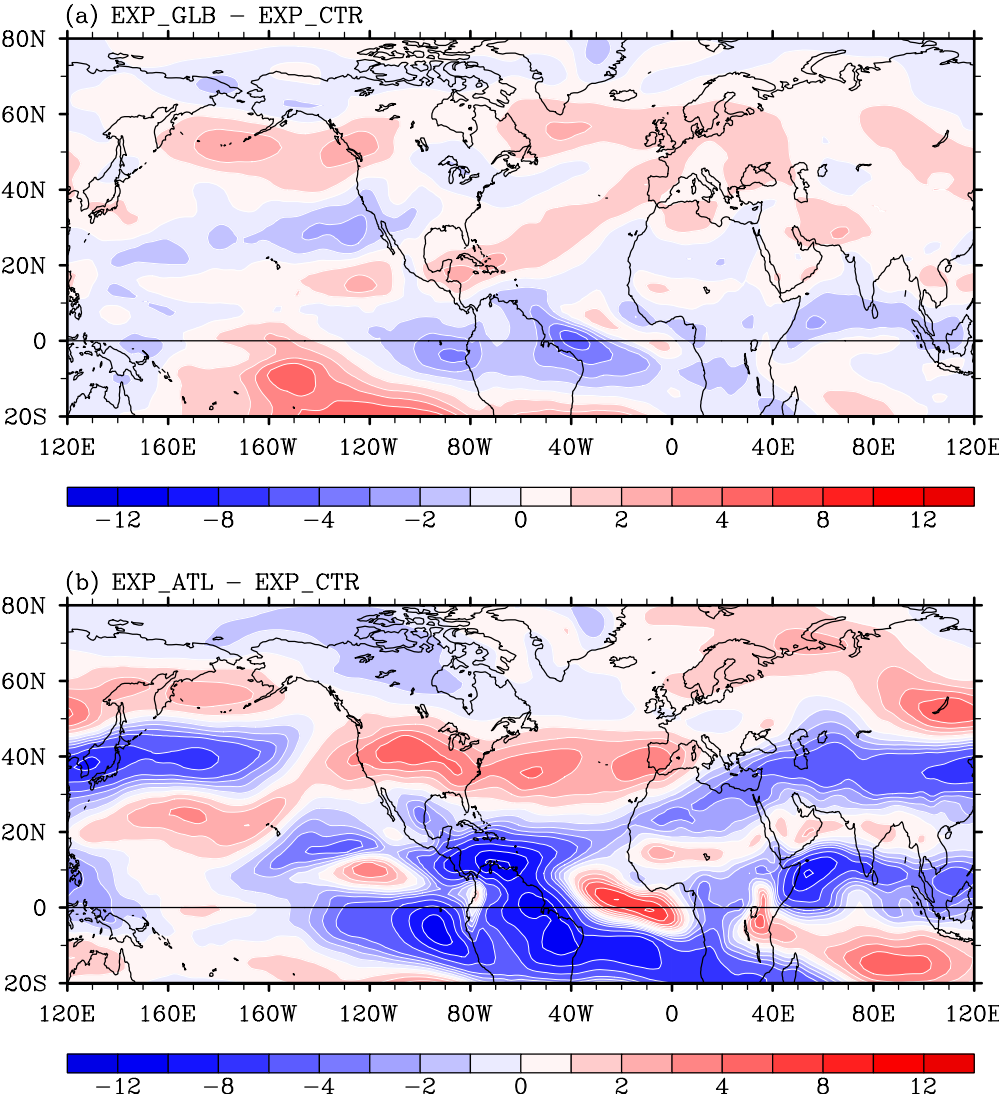 (a) EXP_GLB − EXP_CTR
80N
60N
40N
20N
0
20S
120E 160E 160W 120W 80W 40W 0 40E 80E 120E
−12 −8 −4 −2 0 2 4 8 12
(b) EXP_ATL − EXP_CTR
80N
60N
40N
20N
0
20S
120E 160E 160W 120W 80W 40W 0 40E 80E 120E
−12 −8 −4 −2 0 2 4 8 12